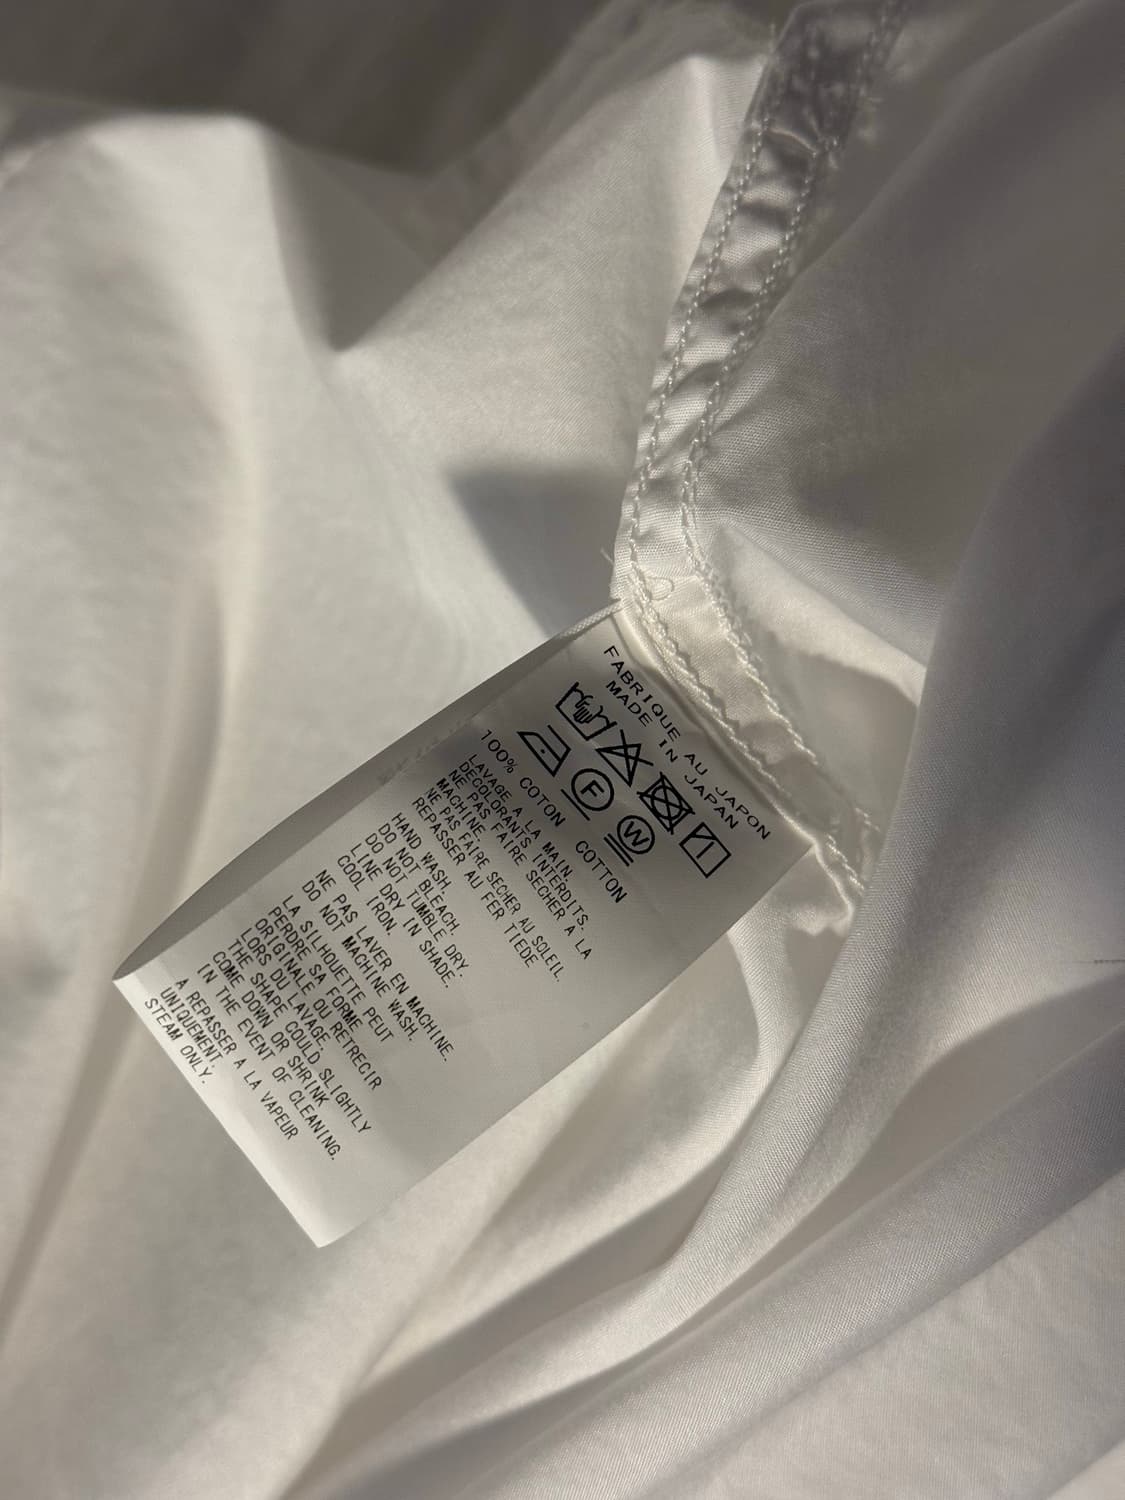 FABRIQUE AU JAPON
MADE IN JAPAN
F
W
100% COTON COTTON
LAVAGE A LA MAIN.
DECOLORANTS INTERDITS.
NE PAS FAIRE SECHER A LA
MACHINE.
NE PAS FAIRE SECHER AU SOLEIL.
REPASSER AU FER TIEDE
HAND WASH.
DO NOT BLEACH.
DO NOT TUMBLE DRY.
LINE DRY IN SHADE.
COOL IRON.
NE PAS LAVER EN MACHINE.
DO NOT MACHINE WASH.
LA SILHOUETTE PEUT
PERDRE SA FORME
ORIGINALE OU RETRECIR
LORS DU LAVAGE.
THE SHAPE COULD SLIGHTLY
COME DOWN OR SHRINK
IN THE EVENT OF CLEANING.
A REPASSER A LA VAPEUR
UNIQUEMENT.
STEAM ONLY.